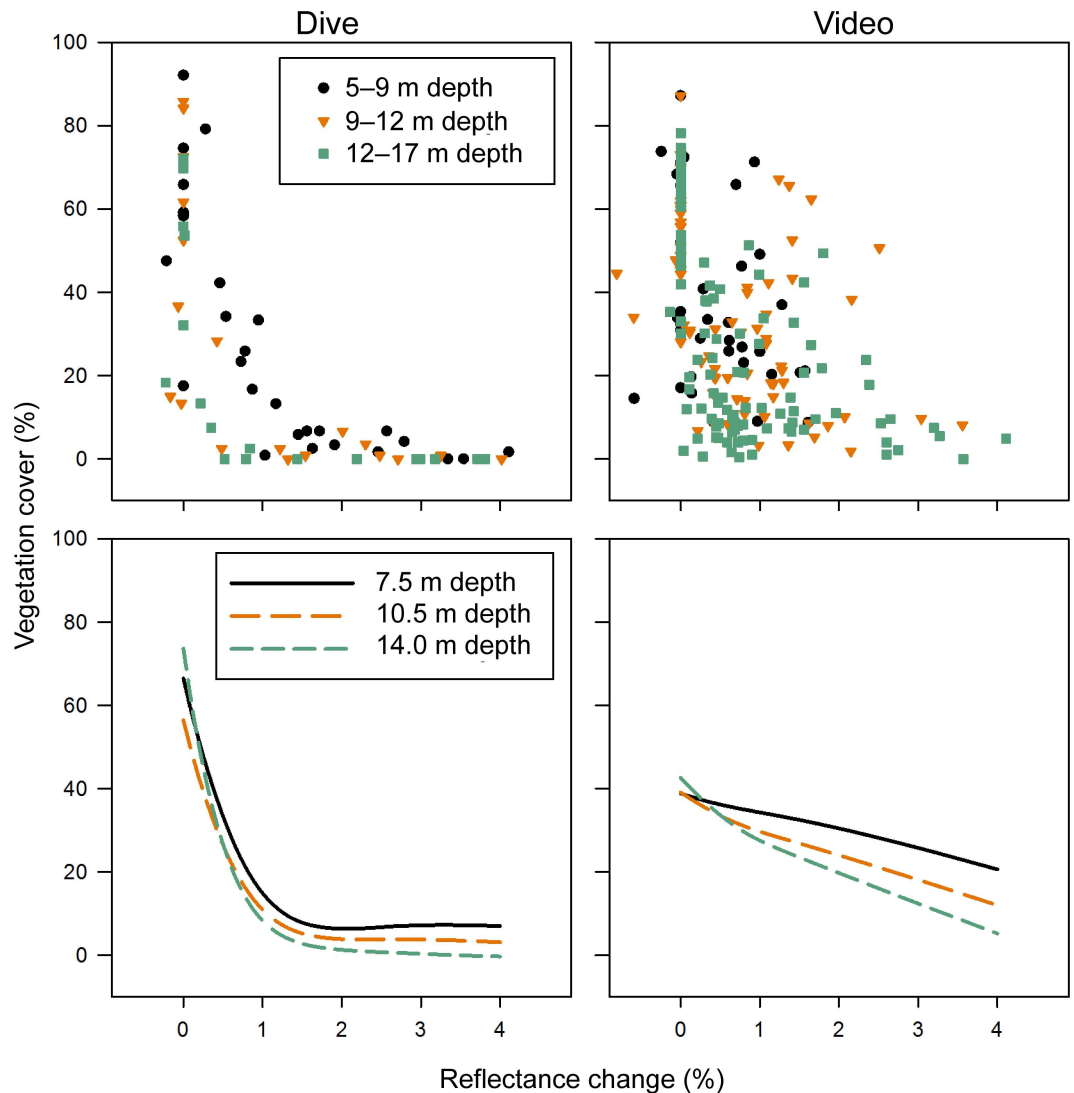 Dive
Video
100
80
60
40
20
0
5–9 m depth
9–12 m depth
12–17 m depth
Vegetation cover (%)
100
80
60
40
20
0
7.5 m depth
10.5 m depth
14.0 m depth
0 1 2 3 4
0 1 2 3 4
Reflectance change (%)